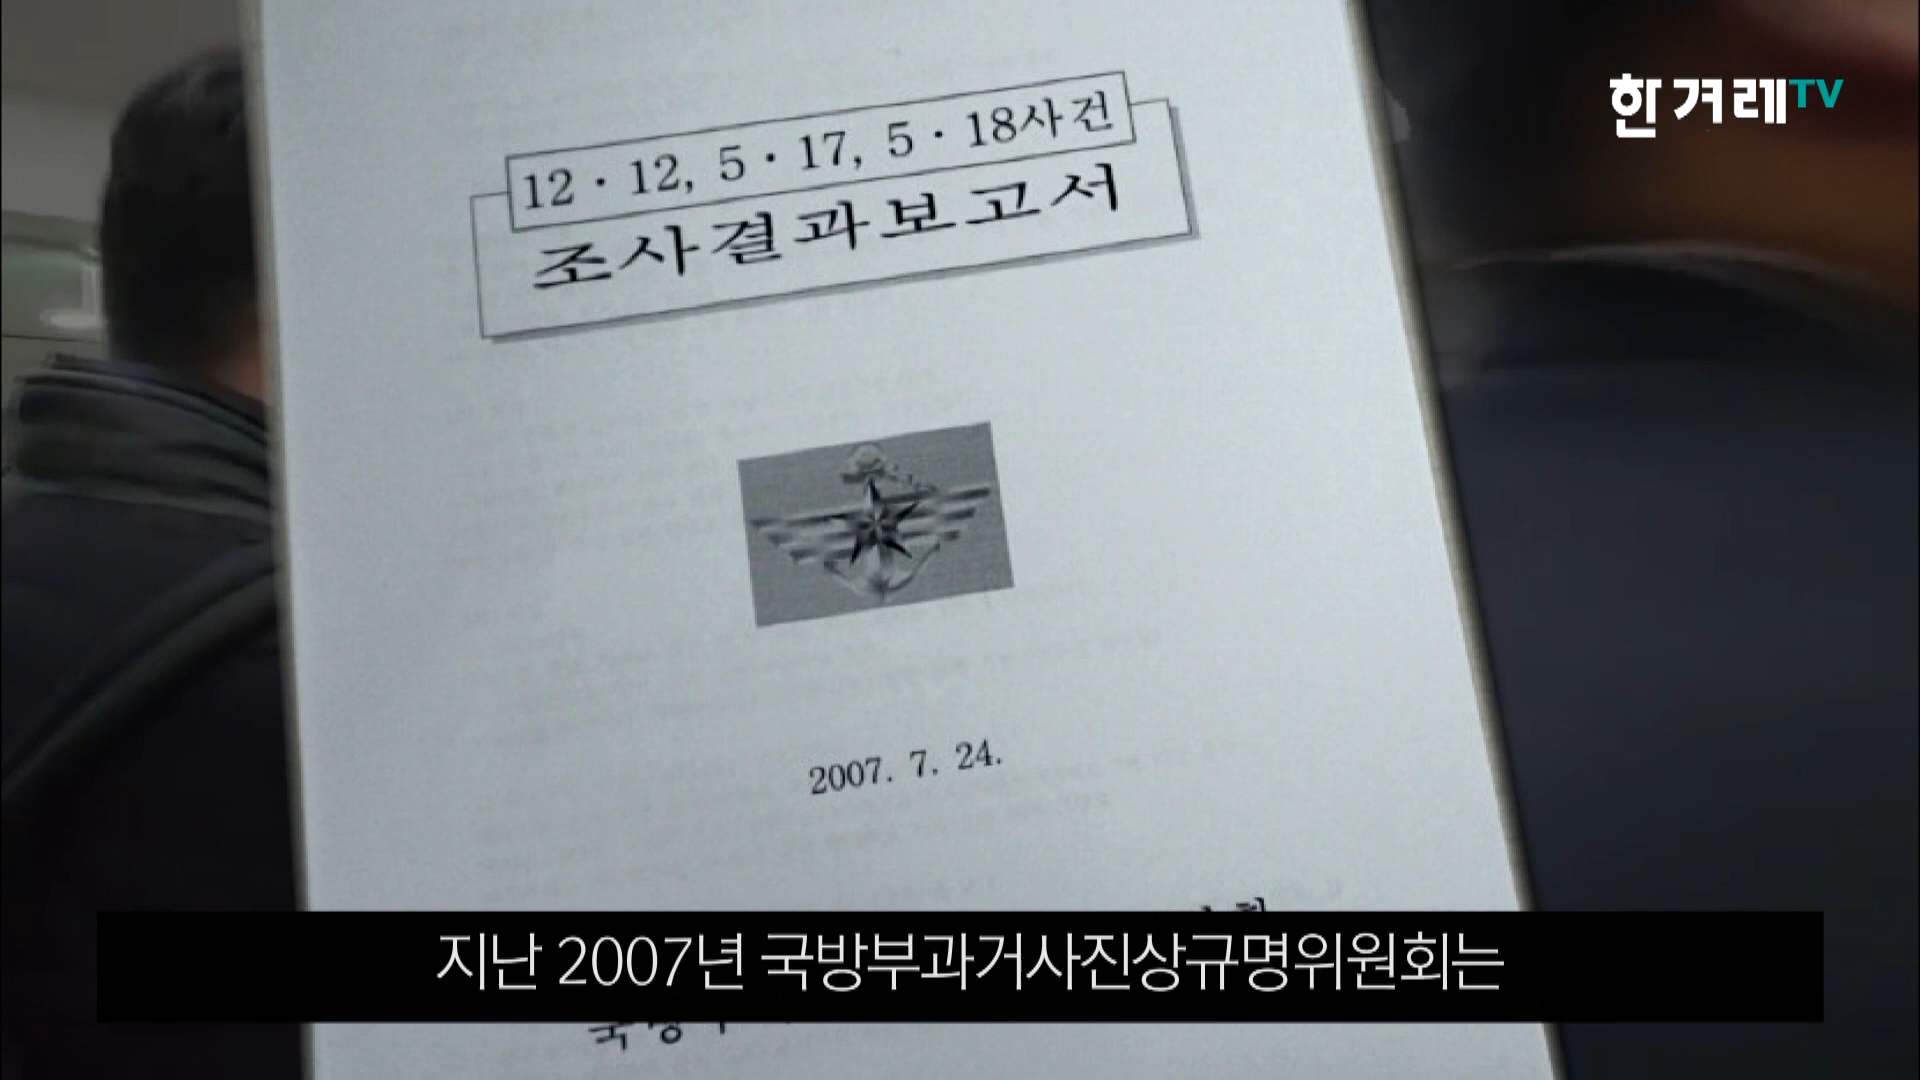 한겨레TV
12·12, 5·17, 5·18사건
조사결과보고서
2007. 7. 24.
지난 2007년 국방부과거사진상규명위원회는